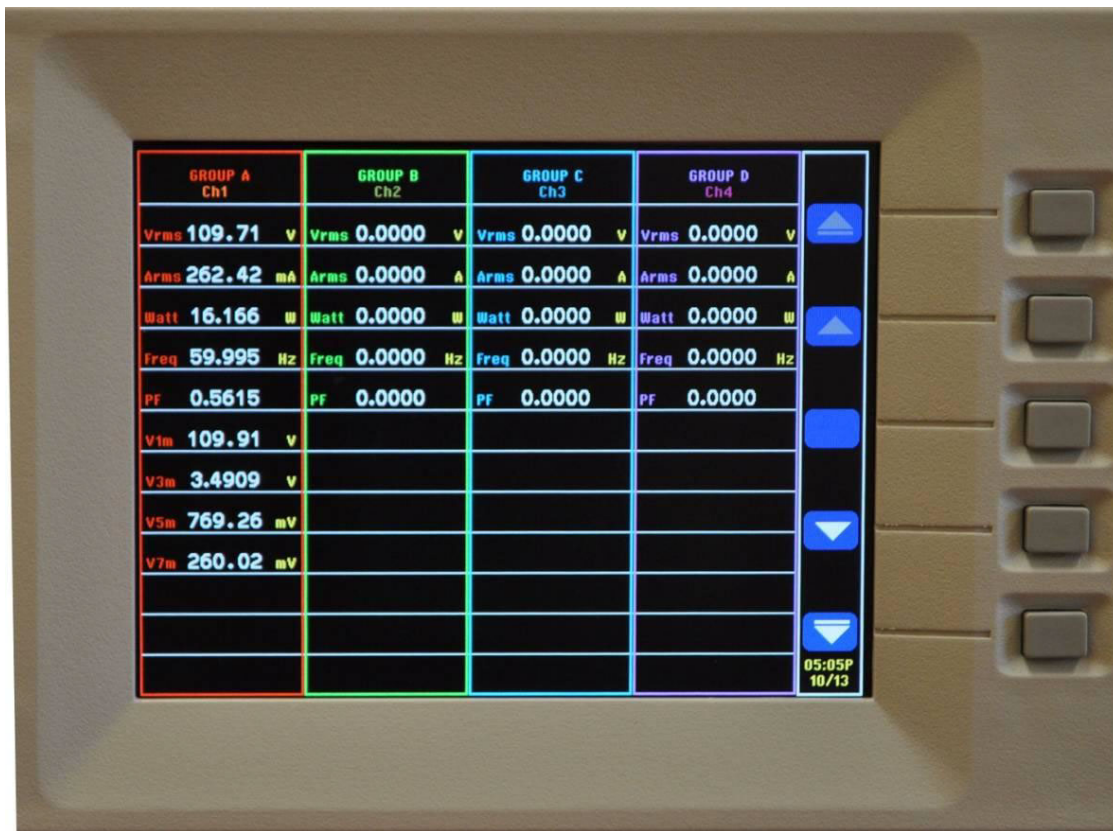 GROUP A GROUP B GROUP C GROUP D
Ch1 Ch2 Ch3 Ch4
Vrms 109.71 V Vrms 0.0000 V Vrms 0.0000 V Vrms 0.0000 V
Arms 262.42 mA Arms 0.0000 A Arms 0.0000 A Arms 0.0000 A
Watt 16.166 W Watt 0.0000 W Watt 0.0000 W Watt 0.0000 W
Freq 59.995 Hz Freq 0.0000 Hz Freq 0.0000 Hz Freq 0.0000 Hz
PF 0.5615 PF 0.0000 PF 0.0000 PF 0.0000
V1m 109.91 V
V3m 3.4909 V
V5m 769.26 mV
V7m 260.02 mV
05:05P
10/13